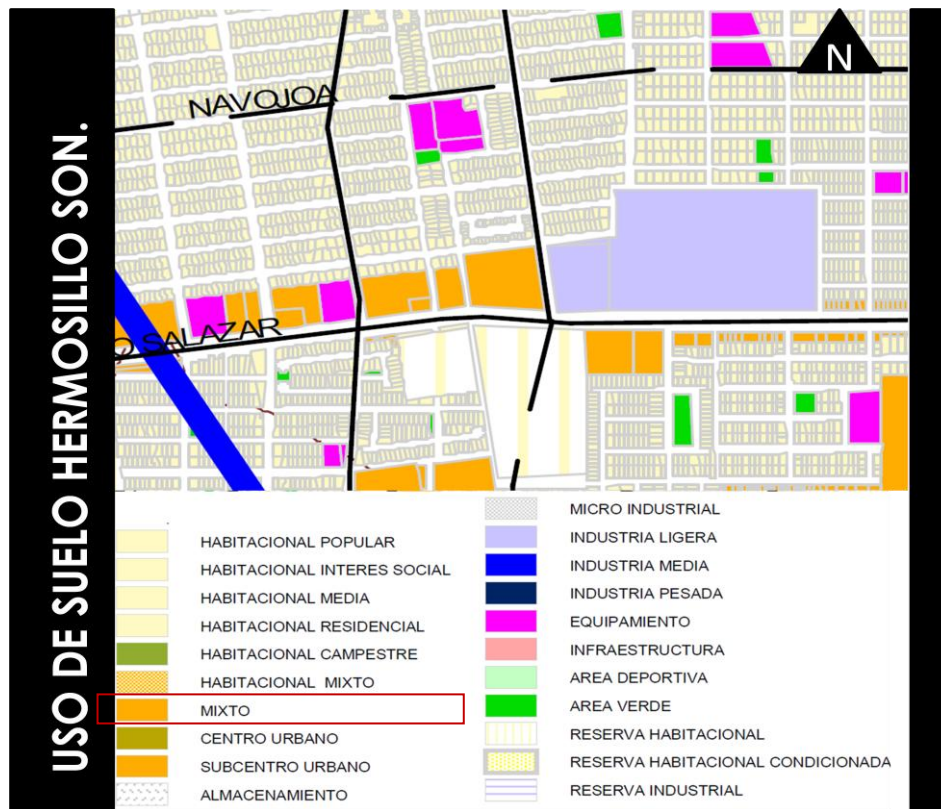 USO DE SUELO HERMOSILLO SON.
N
NAVOJOA
O SALAZAR
HABITACIONAL POPULAR
HABITACIONAL INTERES SOCIAL
HABITACIONAL MEDIA
HABITACIONAL RESIDENCIAL
HABITACIONAL CAMPESTRE
HABITACIONAL MIXTO
MIXTO
CENTRO URBANO
SUBCENTRO URBANO
ALMACENAMIENTO
MICRO INDUSTRIAL
INDUSTRIA LIGERA
INDUSTRIA MEDIA
INDUSTRIA PESADA
EQUIPAMIENTO
INFRAESTRUCTURA
AREA DEPORTIVA
AREA VERDE
RESERVA HABITACIONAL
RESERVA HABITACIONAL CONDICIONADA
RESERVA INDUSTRIAL